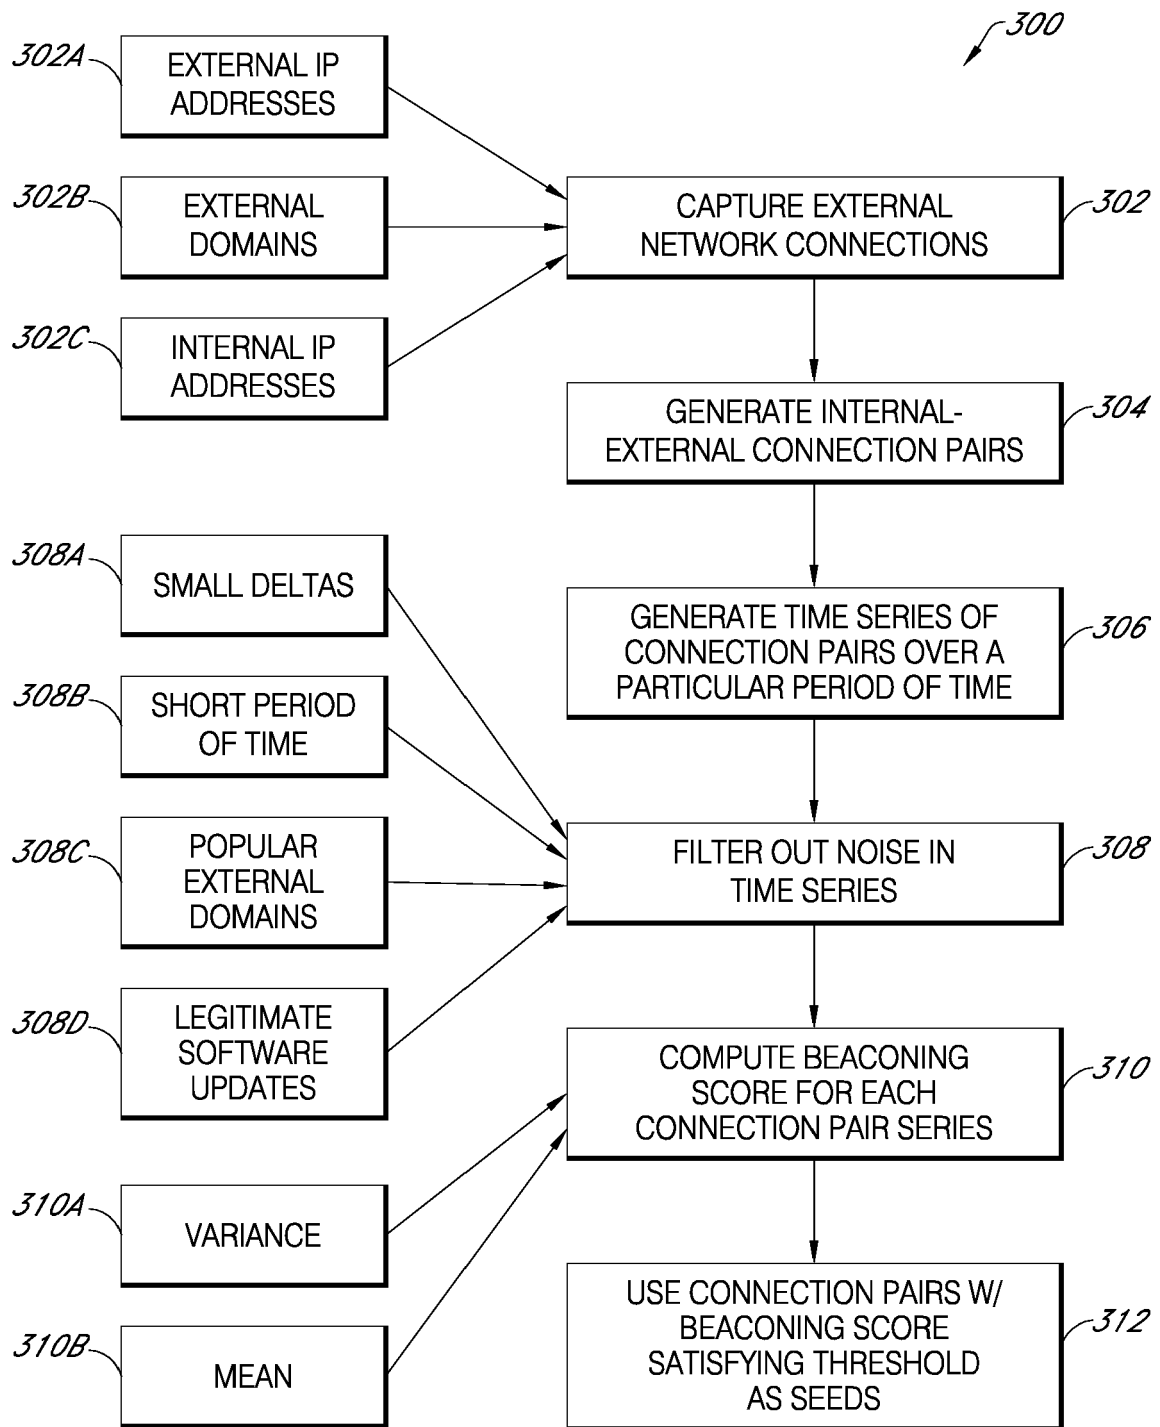 300
302A
EXTERNAL IP
ADDRESSES
302B
EXTERNAL
DOMAINS
CAPTURE EXTERNAL
NETWORK CONNECTIONS
302
302C
INTERNAL IP
ADDRESSES
GENERATE INTERNAL-
EXTERNAL CONNECTION PAIRS
304
308A
SMALL DELTAS
GENERATE TIME SERIES OF
CONNECTION PAIRS OVER A
PARTICULAR PERIOD OF TIME
306
308B
SHORT PERIOD
OF TIME
308C
POPULAR
EXTERNAL
DOMAINS
FILTER OUT NOISE IN
TIME SERIES
308
308D
LEGITIMATE
SOFTWARE
UPDATES
COMPUTE BEACONING
SCORE FOR EACH
CONNECTION PAIR SERIES
310
310A
VARIANCE
310B
MEAN
USE CONNECTION PAIRS W/
BEACONING SCORE
SATISFYING THRESHOLD
AS SEEDS
312